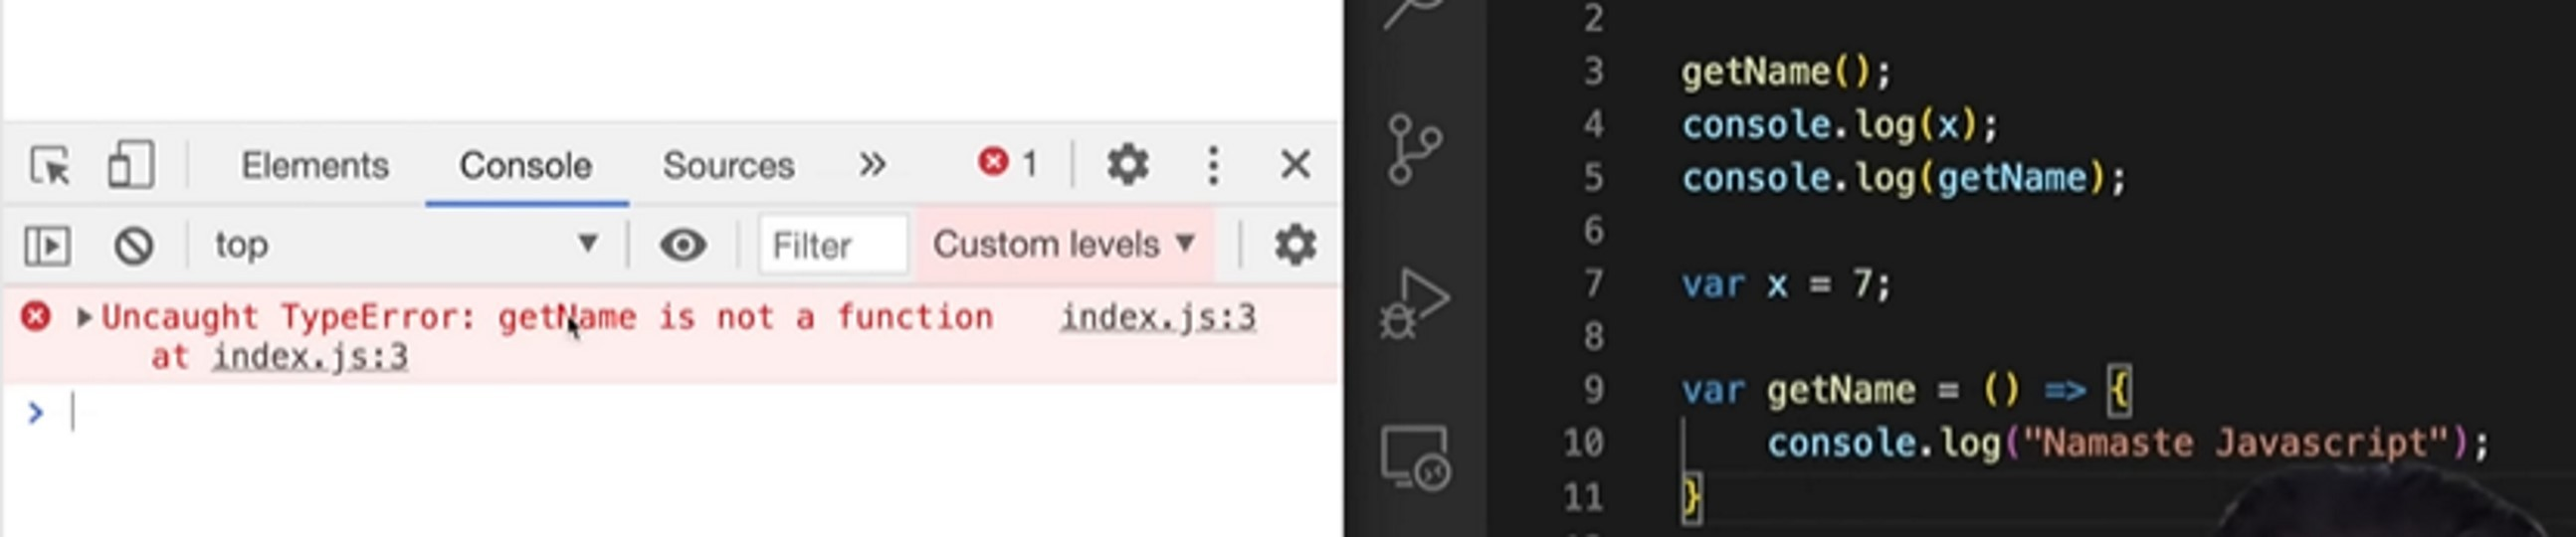 Elements Console Sources 1
top Filter Custom levels
Uncaught TypeError: getName is not a function index.js:3
at index.js:3
2
3 getName();
4 console.log(x);
5 console.log(getName);
6
7 var x = 7;
8
9 var getName = () => {
10 console.log("Namaste Javascript");
11 }